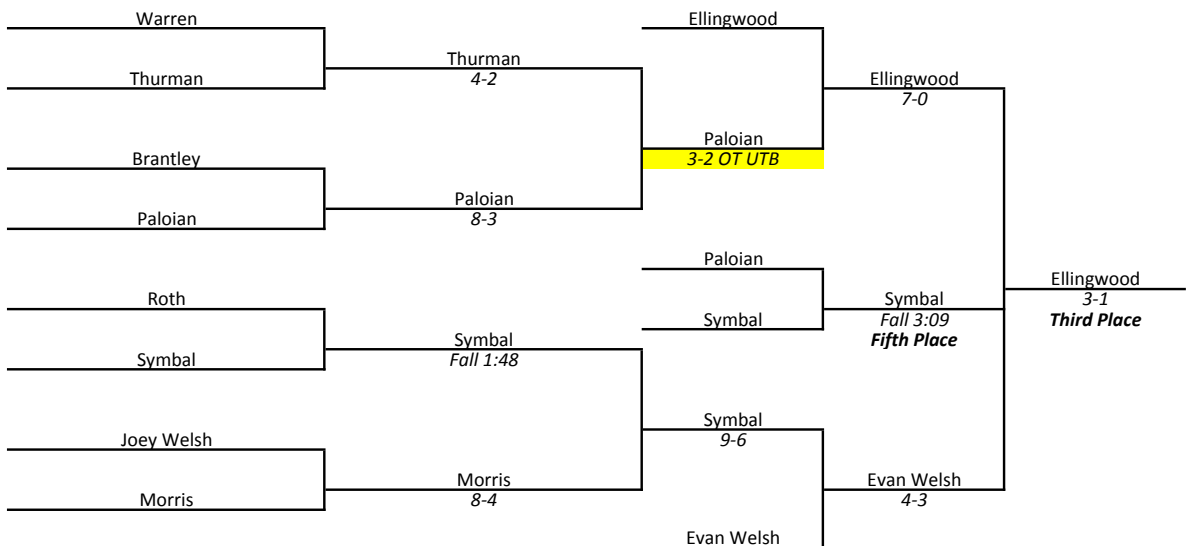 Warren
Ellingwood
Thurman
4-2
Ellingwood
7-0
Thurman
Paloian
3-2 OT UTB
Brantley
Paloian
8-3
Paloian
Paloian
Ellingwood
3-1
Third Place
Roth
Symbal
Fall 3:09
Fifth Place
Symbal
Symbal
Fall 1:48
Symbal
Symbal
9-6
Joey Welsh
Morris
8-4
Evan Welsh
4-3
Morris
Evan Welsh